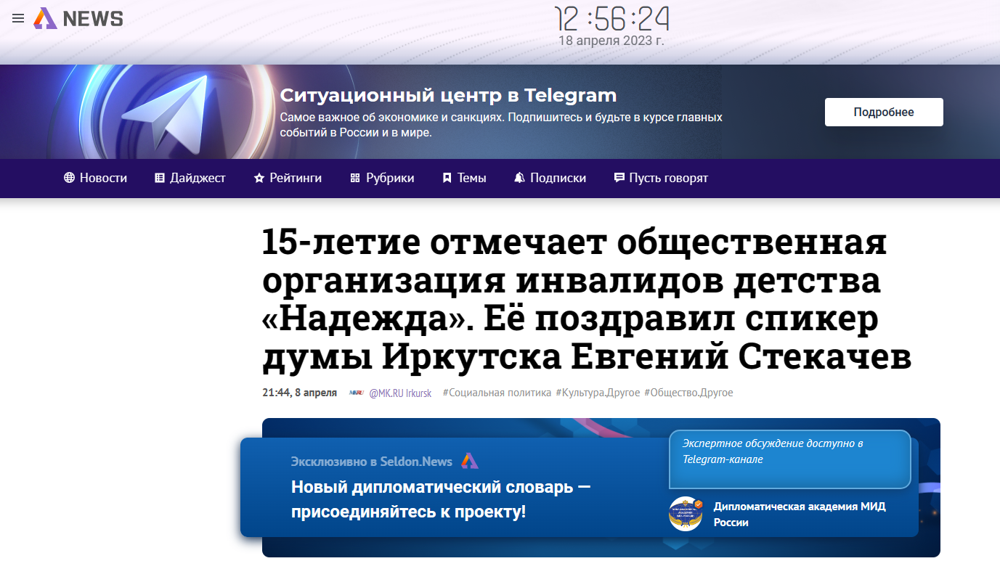 NEWS
12:56:24
18 апреля 2023 г.
Ситуационный центр в Telegram
Самое важное об экономике и санкциях. Подпишитесь и будьте в курсе главных
событий в России и в мире.
Подробнее
Новости Дайджест Рейтинги Рубрики Темы Подписки Пусть говорят
15-летие отмечает общественная
организация инвалидов детства
«Надежда». Её поздравил спикер
думы Иркутска Евгений Стекачев
21:44, 8 апреля MK.RU @MK.RU Irkursk #Социальная политика #Культура.Другое #Общество.Другое
Эксклюзивно в Seldon.News
Новый дипломатический словарь —
присоединяйтесь к проекту!
Экспертное обсуждение доступно в
Telegram-канале
Дипломатическая академия МИД
России